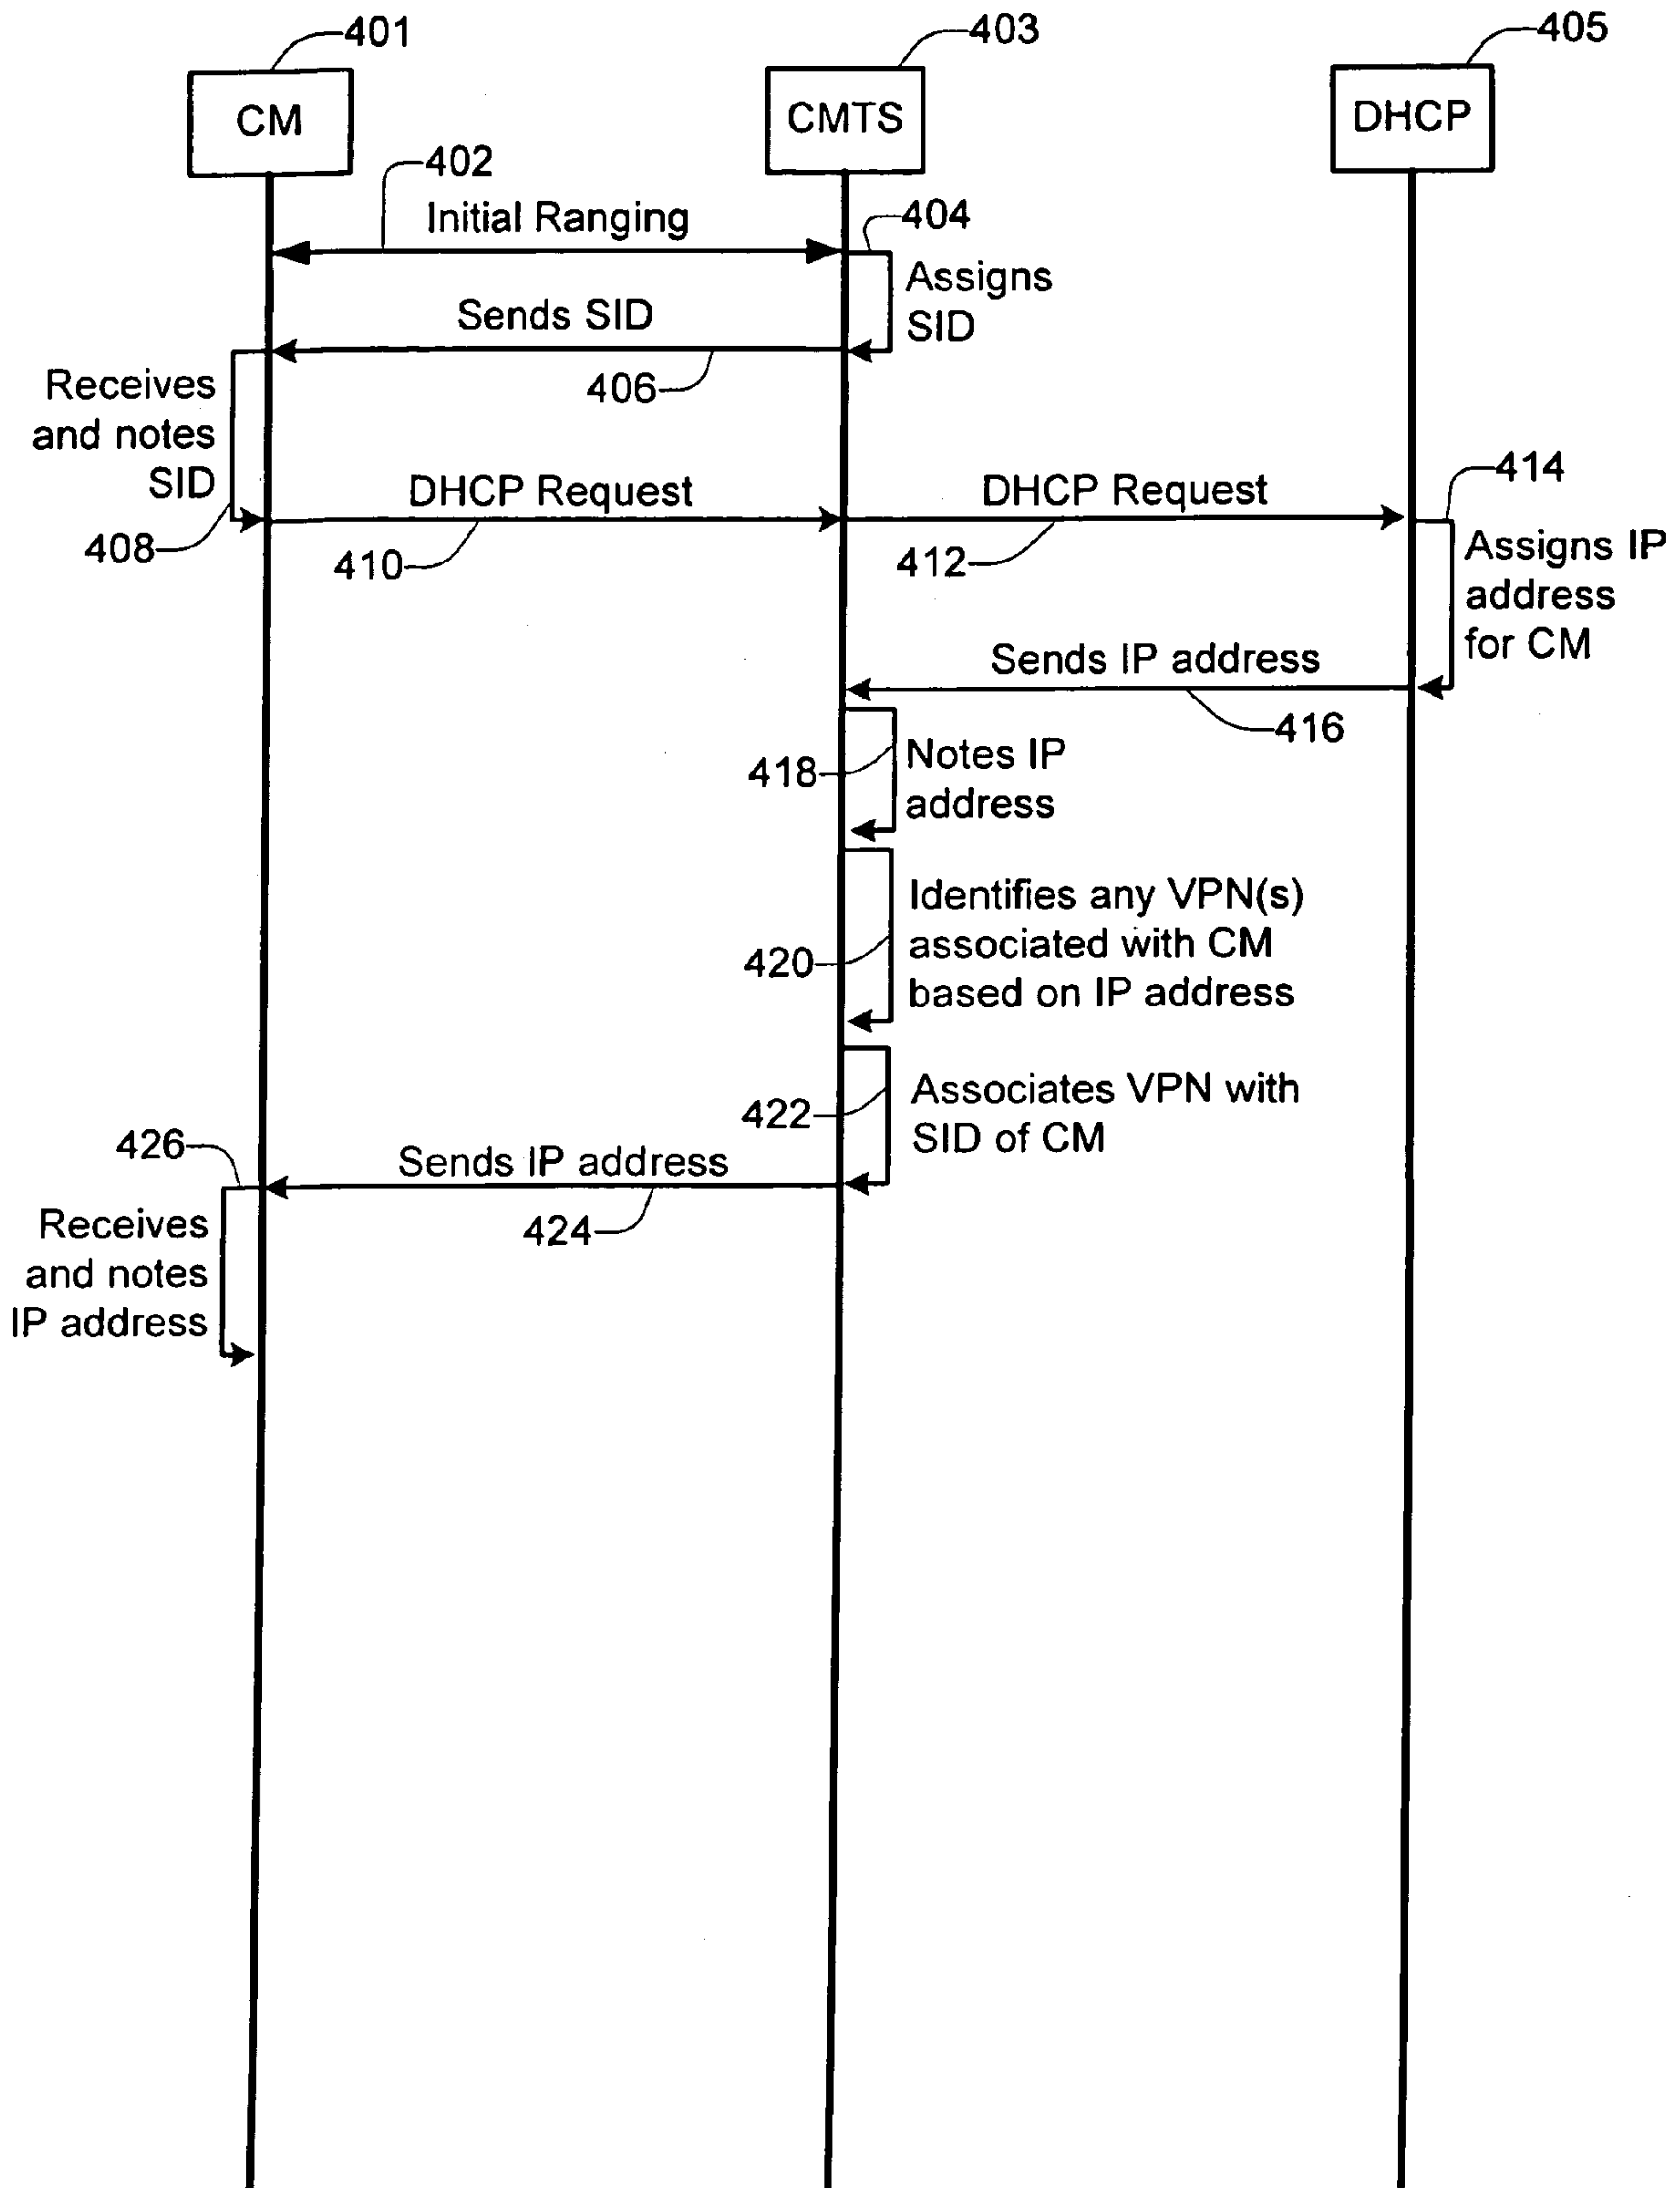 401
403
405
CM
CMTS
DHCP
402
Initial Ranging
404
Assigns
SID
Sends SID
406
Receives
and notes
SID
408
DHCP Request
410
DHCP Request
412
414
Assigns IP
address
for CM
Sends IP address
416
418
Notes IP
address
420
Identifies any VPN(s)
associated with CM
based on IP address
422
Associates VPN with
SID of CM
426
Sends IP address
424
Receives
and notes
IP address